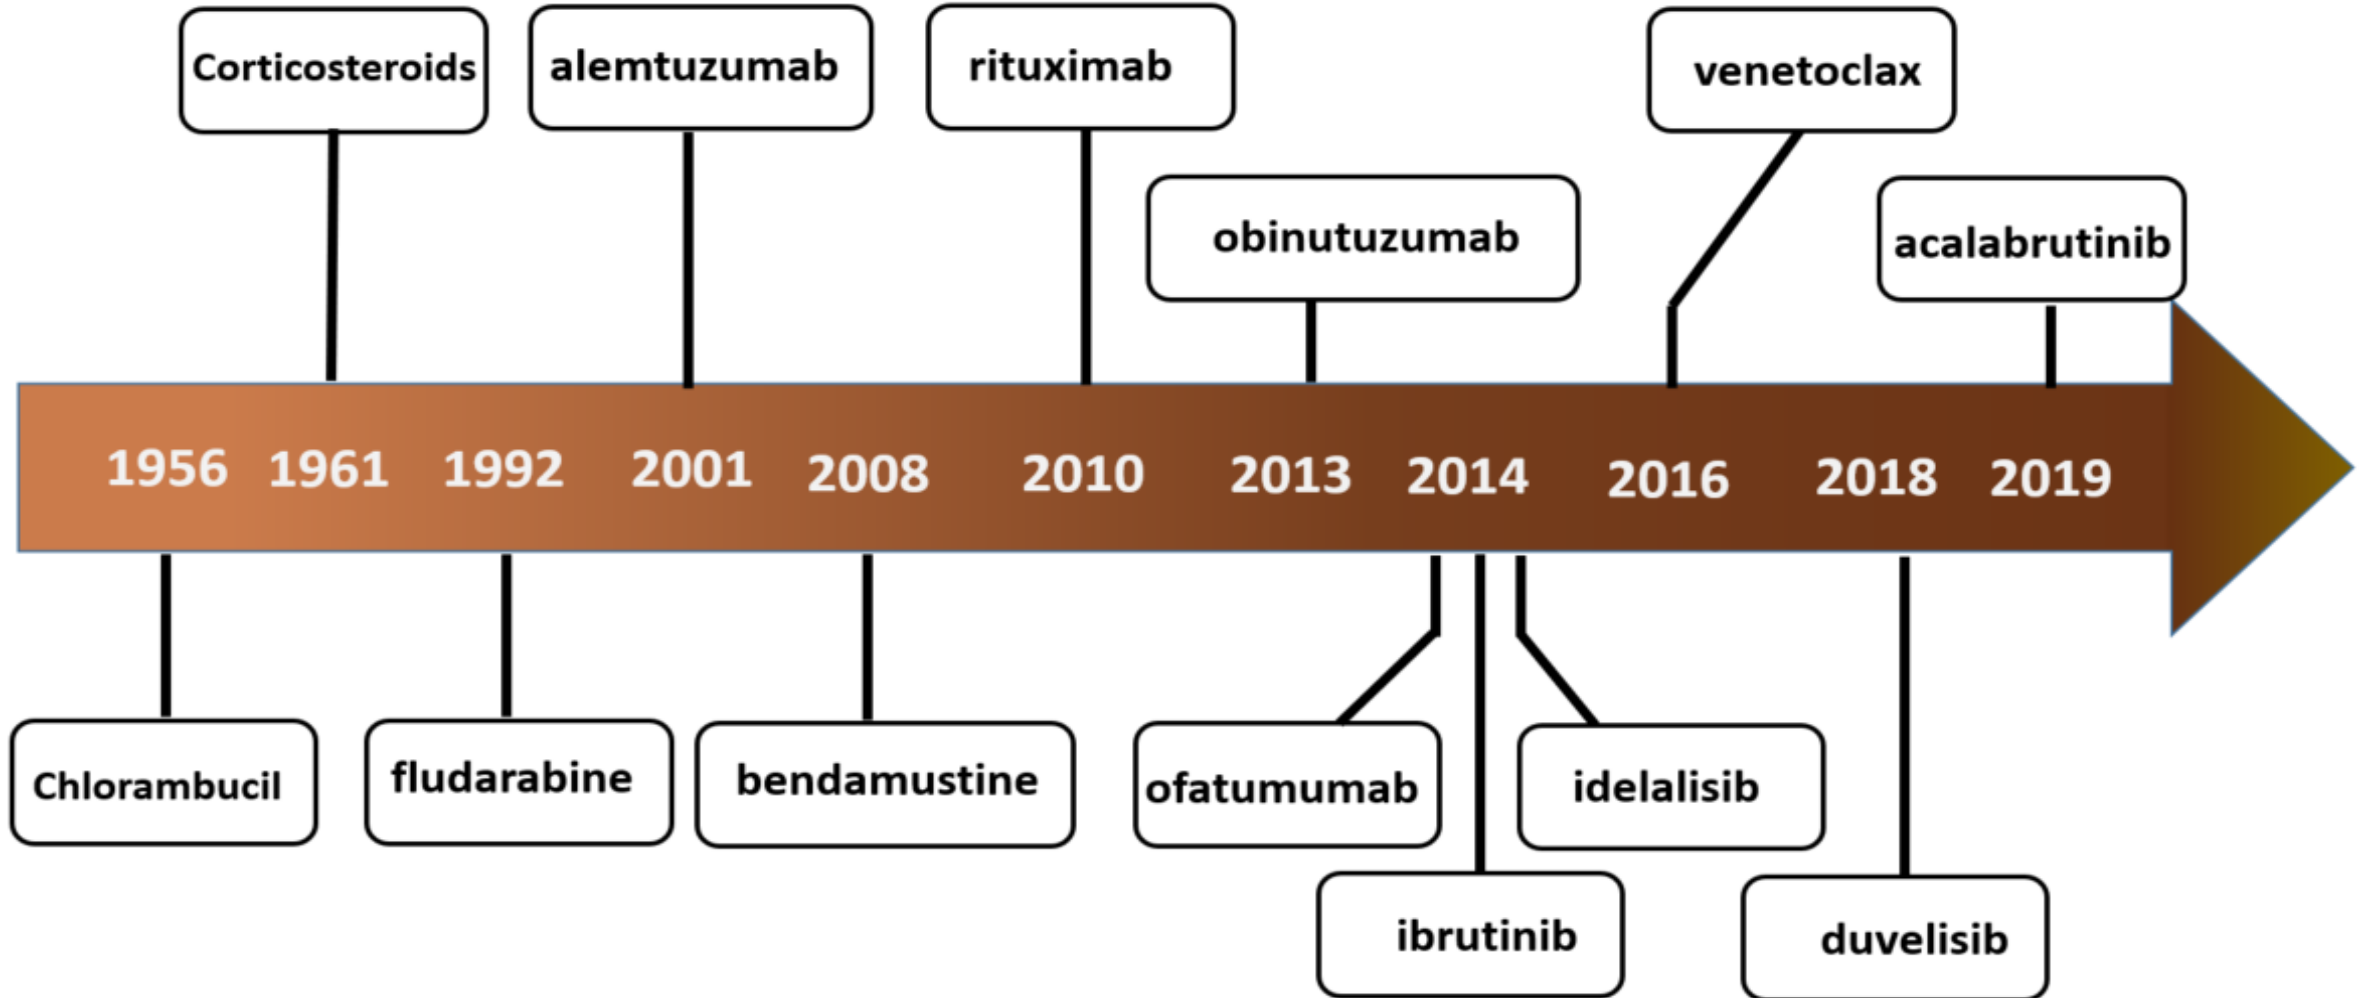 Corticosteroids
alemtuzumab
rituximab
venetoclax
obinutuzumab
acalabrutinib
1956 1961 1992 2001 2008 2010 2013 2014 2016 2018 2019
Chlorambucil
fludarabine
bendamustine
ofatumumab
idelalisib
ibrutinib
duvelisib